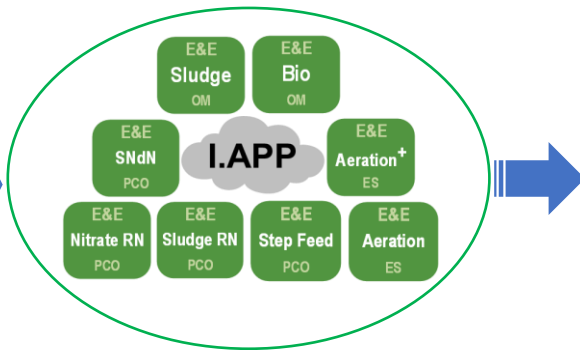 E&E E&E
Sludge Bio
OM OM
E&E E&E
SNdN I.APP Aeration+
PCO ES
E&E E&E E&E E&E
Nitrate RN Sludge RN Step Feed Aeration
PCO PCO PCO ES